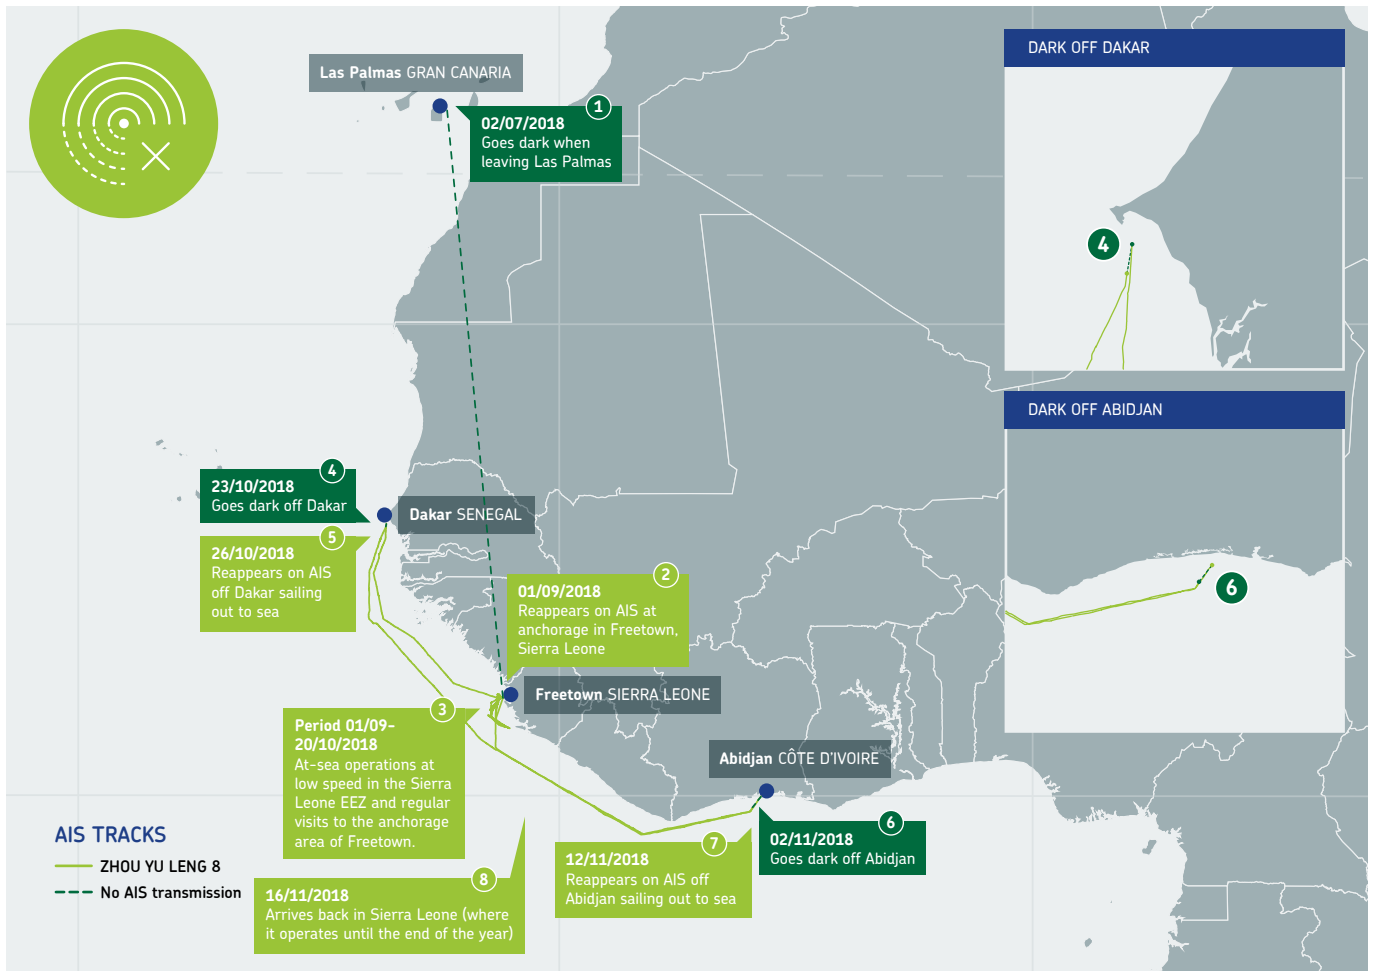 Las Palmas GRAN CANARIA
1
02/07/2018
Goes dark when
leaving Las Palmas
DARK OFF DAKAR
4
DARK OFF ABIDJAN
6
4
23/10/2018
Goes dark off Dakar
Dakar SENEGAL
5
26/10/2018
Reappears on AIS
off Dakar sailing
out to sea
2
01/09/2018
Reappears on AIS at
anchorage in Freetown,
Sierra Leone
Freetown SIERRA LEONE
3
Period 01/09–
20/10/2018
At-sea operations at
low speed in the Sierra
Leone EEZ and regular
visits to the anchorage
area of Freetown.
Abidjan CÔTE D'IVOIRE
6
02/11/2018
Goes dark off Abidjan
7
12/11/2018
Reappears on AIS off
Abidjan sailing out to sea
8
16/11/2018
Arrives back in Sierra Leone (where
it operates until the end of the year)
AIS TRACKS
ZHOU YU LENG 8
No AIS transmission